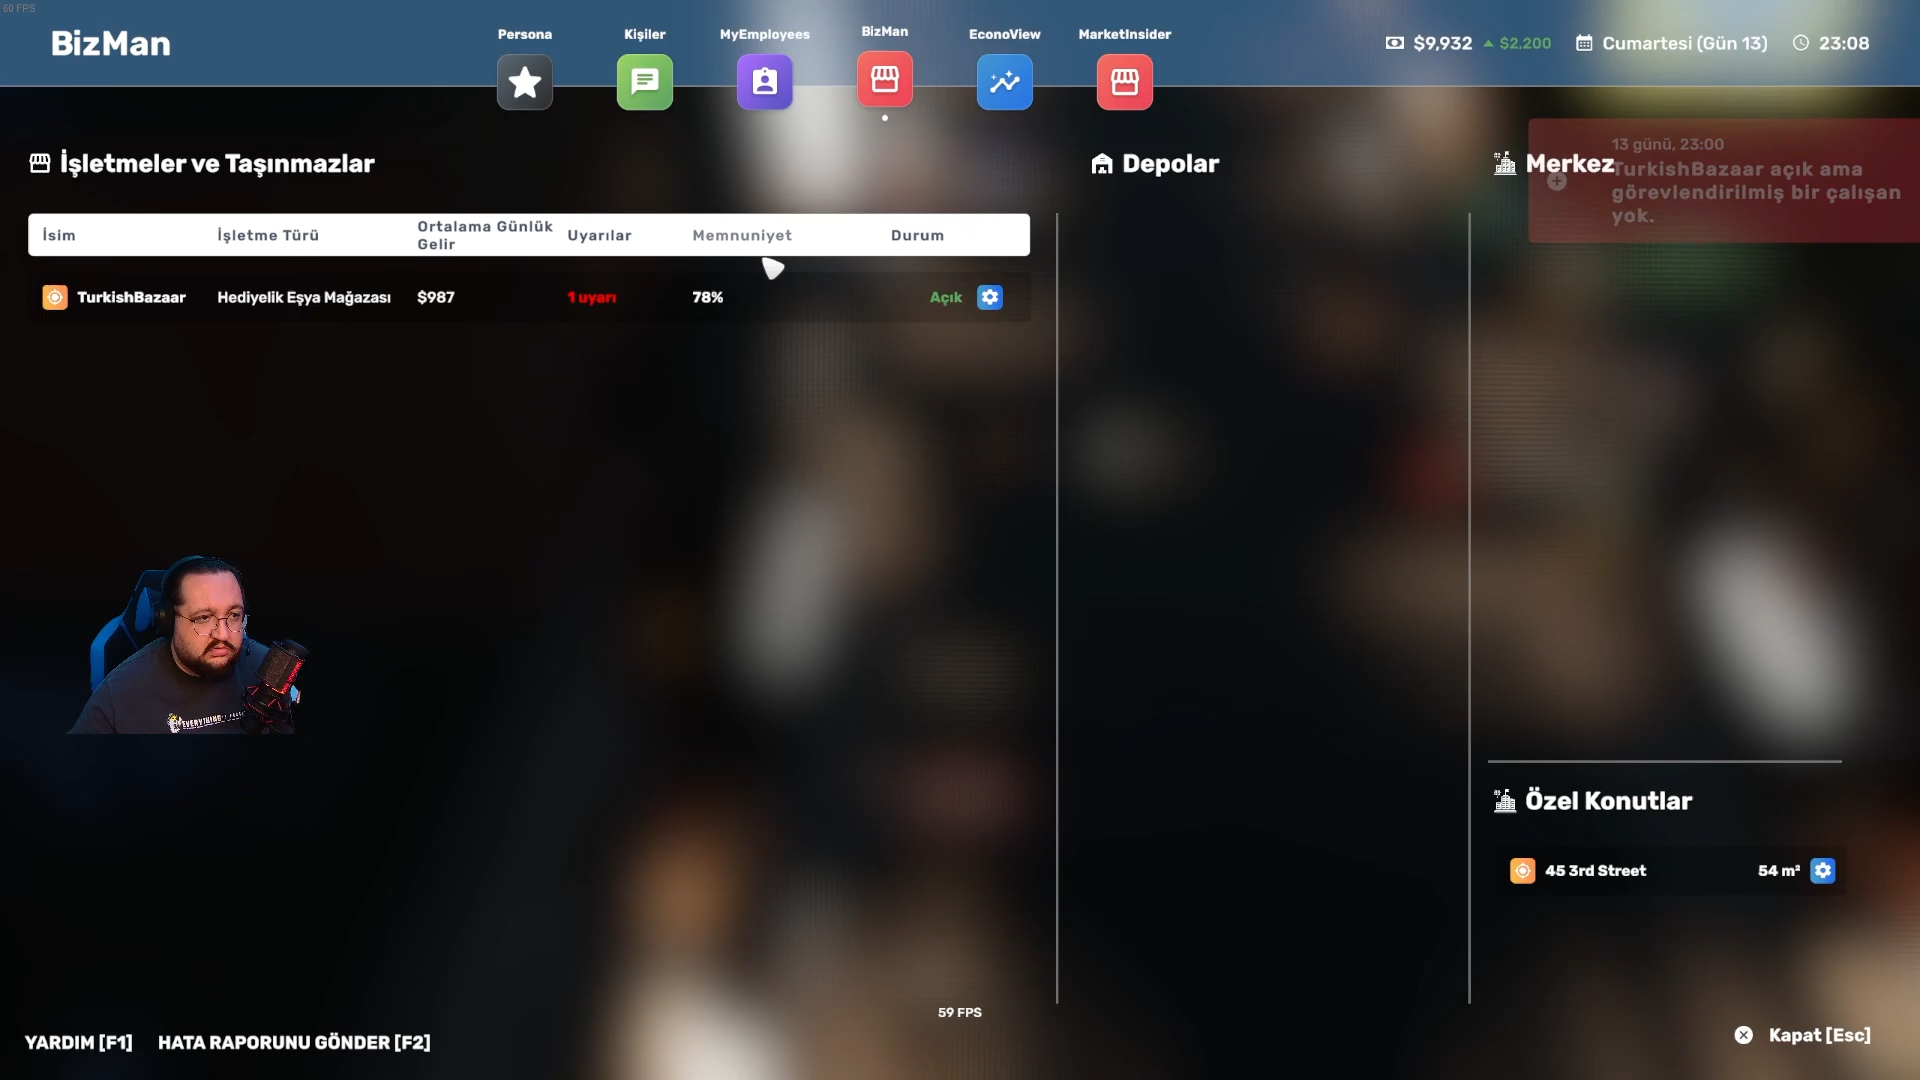 60 FPS
BizMan
Persona
Kişiler
MyEmployees
BizMan
EconoView
MarketInsider
$9,932
$2,200
Cumartesi (Gün 13)
23:08
13 günü, 23:00
TurkishBazaar açık ama
görevlendirilmiş bir çalışan
yok.
İşletmeler ve Taşınmazlar
Depolar
Merkez
İsim
İşletme Türü
Ortalama Günlük
Gelir
Uyarılar
Memnuniyet
Durum
TurkishBazaar
Hediyelik Eşya Mağazası
$987
1 uyarı
78%
Açık
Özel Konutlar
45 3rd Street
54 m²
59 FPS
YARDIM [F1]
HATA RAPORUNU GÖNDER [F2]
Kapat [Esc]